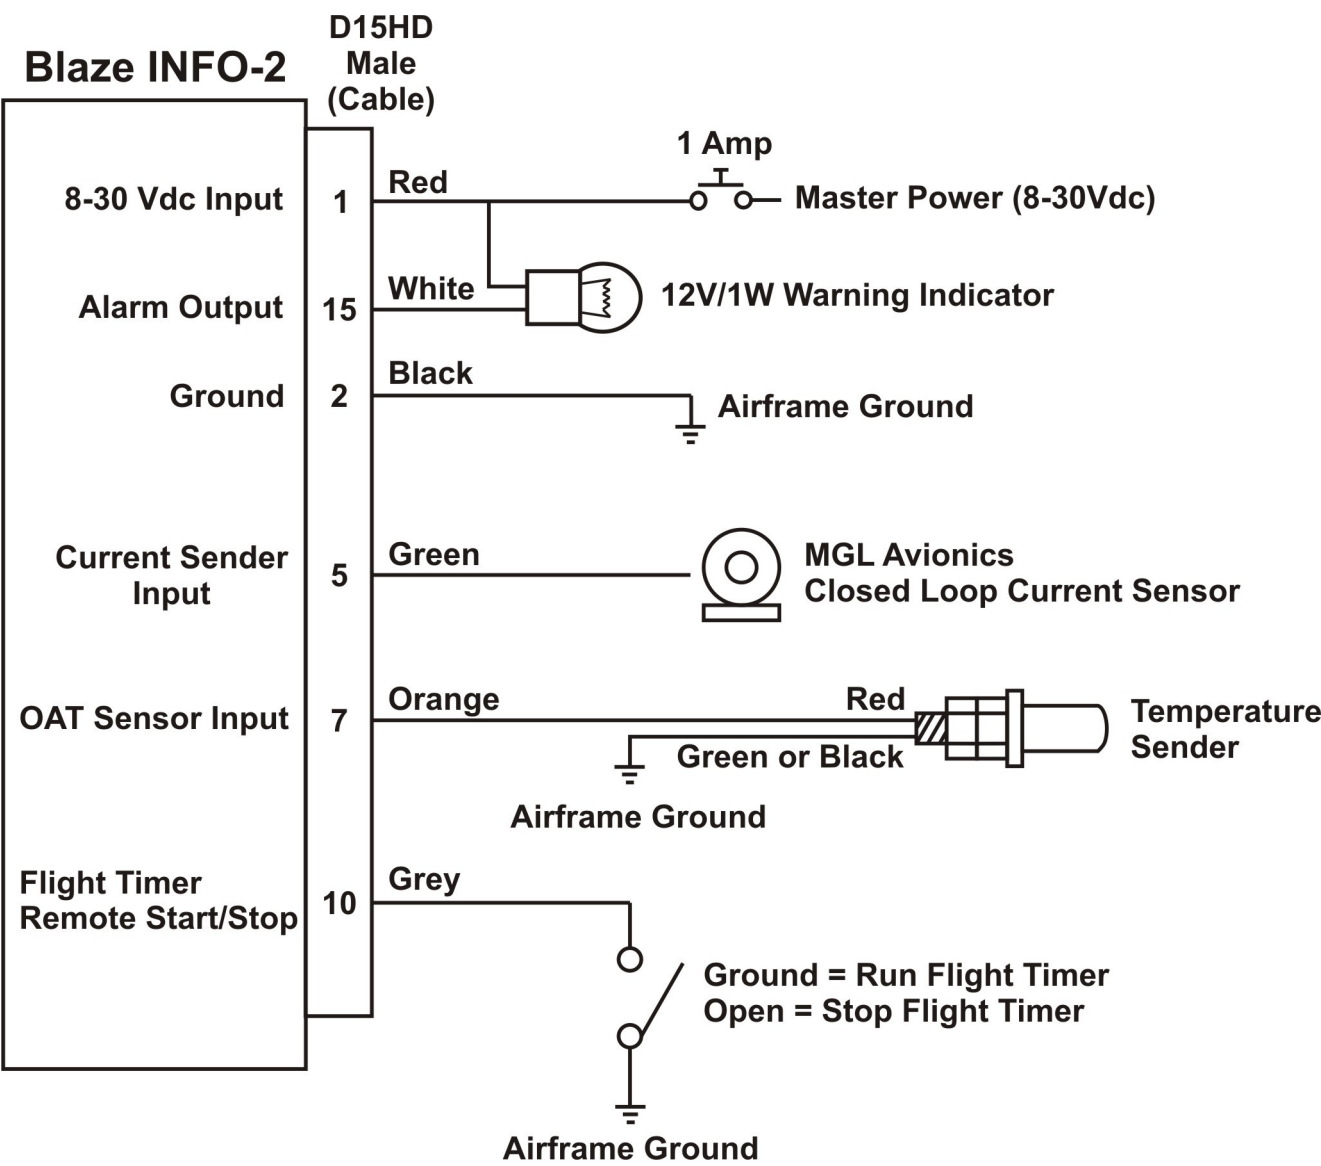 D15HD
Male
(Cable)
Blaze INFO-2
8-30 Vdc Input
1
Red
1 Amp
Master Power (8-30Vdc)
Alarm Output
15
White
12V/1W Warning Indicator
Ground
2
Black
Airframe Ground
Current Sender
Input
5
Green
MGL Avionics
Closed Loop Current Sensor
OAT Sensor Input
7
Orange
Red
Green or Black
Temperature
Sender
Airframe Ground
Flight Timer
Remote Start/Stop
10
Grey
Ground = Run Flight Timer
Open = Stop Flight Timer
Airframe Ground